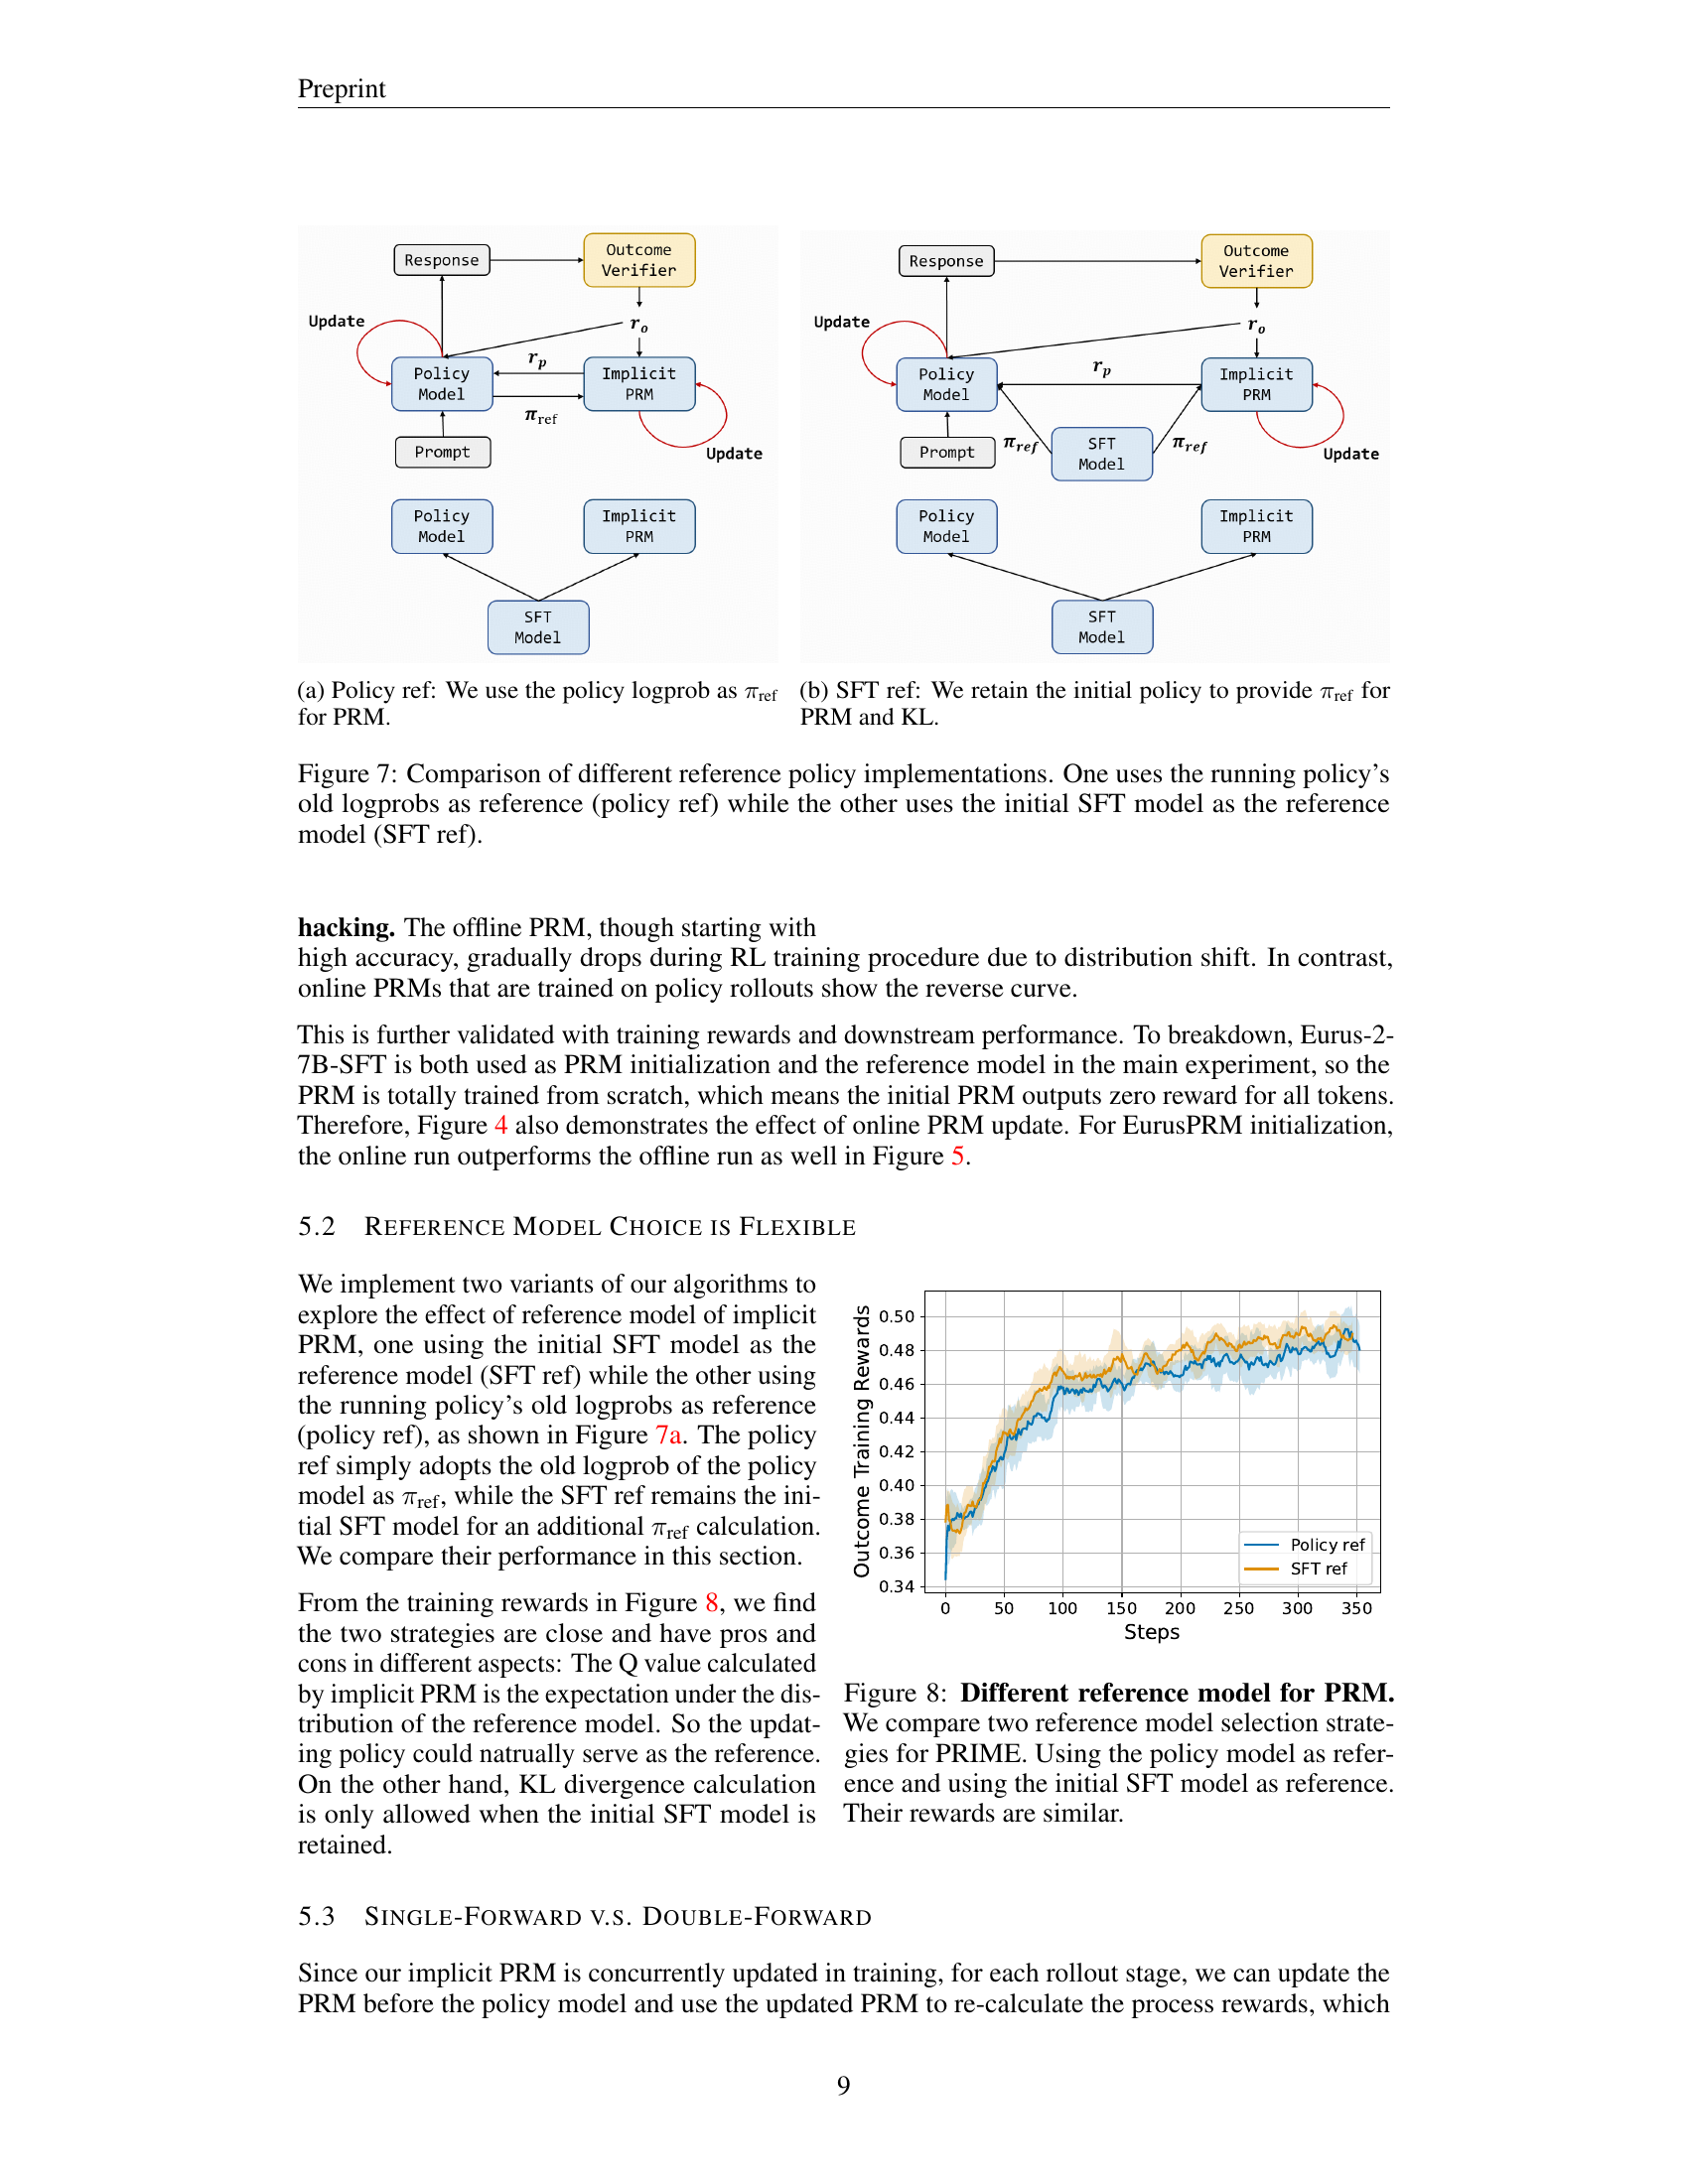 Preprint
Response
Outcome
Verifier
Update
r_o
Policy
Model
r_p
Implicit
PRM
π_ref
Prompt
Update
Policy
Model
Implicit
PRM
SFT
Model
(a) Policy ref: We use the policy logprob as π_ref
for PRM.
Response
Outcome
Verifier
Update
r_o
Policy
Model
r_p
Implicit
PRM
Prompt
π_ref
SFT
Model
π_ref
Update
Policy
Model
Implicit
PRM
SFT
Model
(b) SFT ref: We retain the initial policy to provide π_ref for
PRM and KL.
Figure 7: Comparison of different reference policy implementations. One uses the running policy's
old logprobs as reference (policy ref) while the other uses the initial SFT model as the reference
model (SFT ref).
hacking. The offline PRM, though starting with
high accuracy, gradually drops during RL training procedure due to distribution shift. In contrast,
online PRMs that are trained on policy rollouts show the reverse curve.
This is further validated with training rewards and downstream performance. To breakdown, Eurus-2-
7B-SFT is both used as PRM initialization and the reference model in the main experiment, so the
PRM is totally trained from scratch, which means the initial PRM outputs zero reward for all tokens.
Therefore, Figure 4 also demonstrates the effect of online PRM update. For EurusPRM initialization,
the online run outperforms the offline run as well in Figure 5.
5.2 REFERENCE MODEL CHOICE IS FLEXIBLE
We implement two variants of our algorithms to
explore the effect of reference model of implicit
PRM, one using the initial SFT model as the
reference model (SFT ref) while the other using
the running policy's old logprobs as reference
(policy ref), as shown in Figure 7a. The policy
ref simply adopts the old logprob of the policy
model as π_ref, while the SFT ref remains the ini-
tial SFT model for an additional π_ref calculation.
We compare their performance in this section.
From the training rewards in Figure 8, we find
the two strategies are close and have pros and
cons in different aspects: The Q value calculated
by implicit PRM is the expectation under the dis-
tribution of the reference model. So the updat-
ing policy could natrually serve as the reference.
On the other hand, KL divergence calculation
is only allowed when the initial SFT model is
retained.
Outcome Training Rewards
0.50
0.48
0.46
0.44
0.42
0.40
0.38
0.36
0.34
Policy ref
SFT ref
0 50 100 150 200 250 300 350
Steps
Figure 8: Different reference model for PRM.
We compare two reference model selection strate-
gies for PRIME. Using the policy model as refer-
ence and using the initial SFT model as reference.
Their rewards are similar.
5.3 SINGLE-FORWARD V.S. DOUBLE-FORWARD
Since our implicit PRM is concurrently updated in training, for each rollout stage, we can update the
PRM before the policy model and use the updated PRM to re-calculate the process rewards, which
9